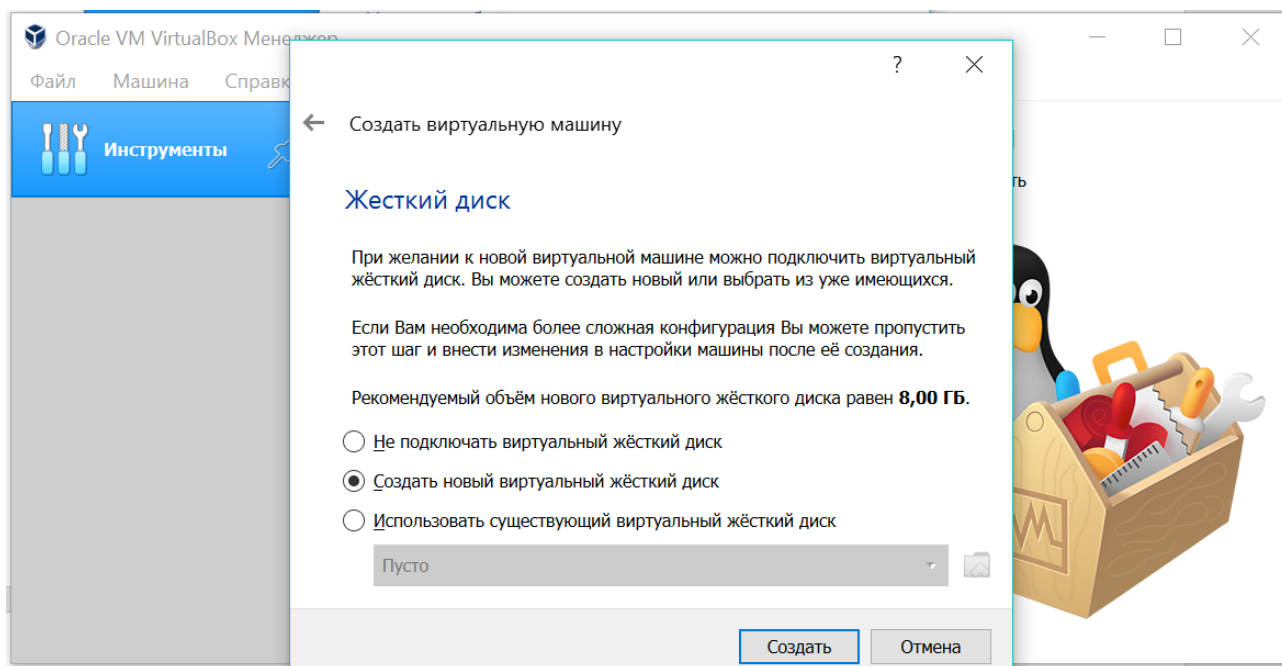 Oracle VM VirtualBox Менеджер
?
Файл Машина Справк
Создать виртуальную машину
Инструменты
ть
Жесткий диск
При желании к новой виртуальной машине можно подключить виртуальный
жёсткий диск. Вы можете создать новый или выбрать из уже имеющихся.
Если Вам необходима более сложная конфигурация Вы можете пропустить
этот шаг и внести изменения в настройки машины после её создания.
Рекомендуемый объём нового виртуального жёсткого диска равен 8,00 ГБ.
Не подключать виртуальный жёсткий диск
Создать новый виртуальный жёсткий диск
Использовать существующий виртуальный жёсткий диск
Пусто
Создать Отмена